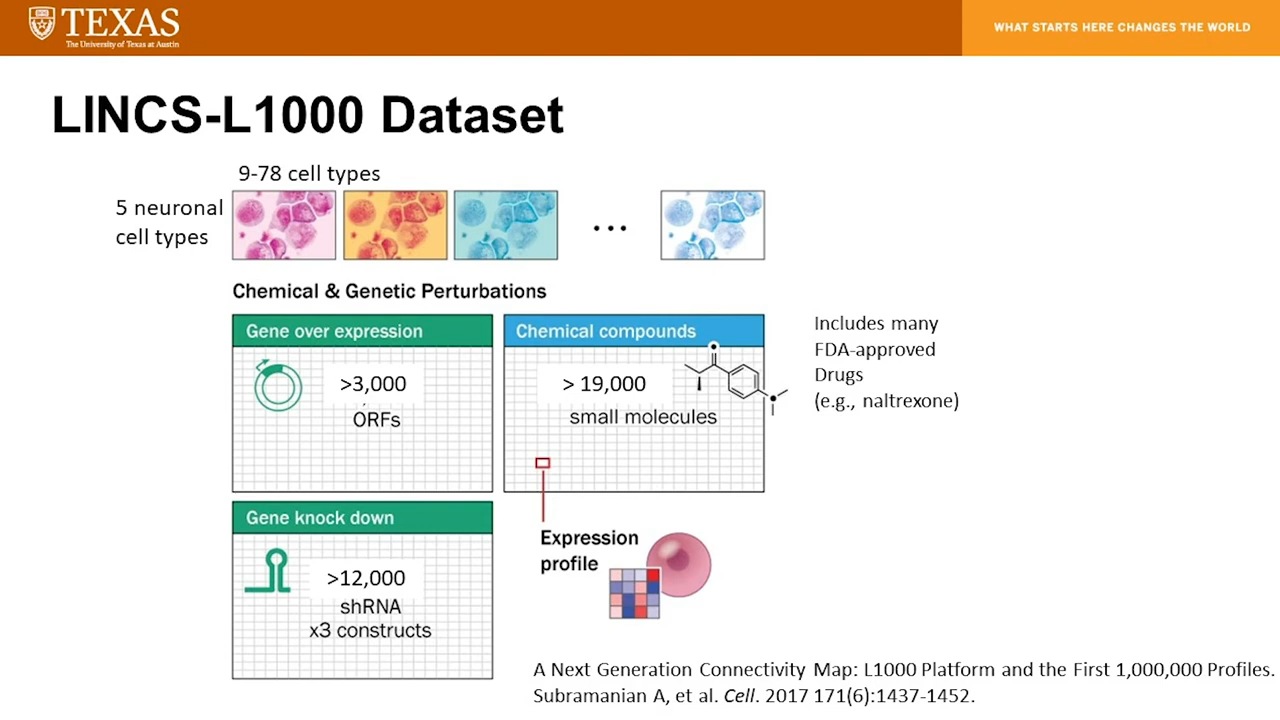 TEXAS
The University of Texas at Austin
WHAT STARTS HERE CHANGES THE WORLD
LINCS-L1000 Dataset
9-78 cell types
5 neuronal
cell types
...
Chemical & Genetic Perturbations
Gene over expression
>3,000
ORFs
Chemical compounds
> 19,000
small molecules
Includes many
FDA-approved
Drugs
(e.g., naltrexone)
Gene knock down
>12,000
shRNA
x3 constructs
Expression
profile
A Next Generation Connectivity Map: L1000 Platform and the First 1,000,000 Profiles.
Subramanian A, et al. Cell. 2017 171(6):1437-1452.